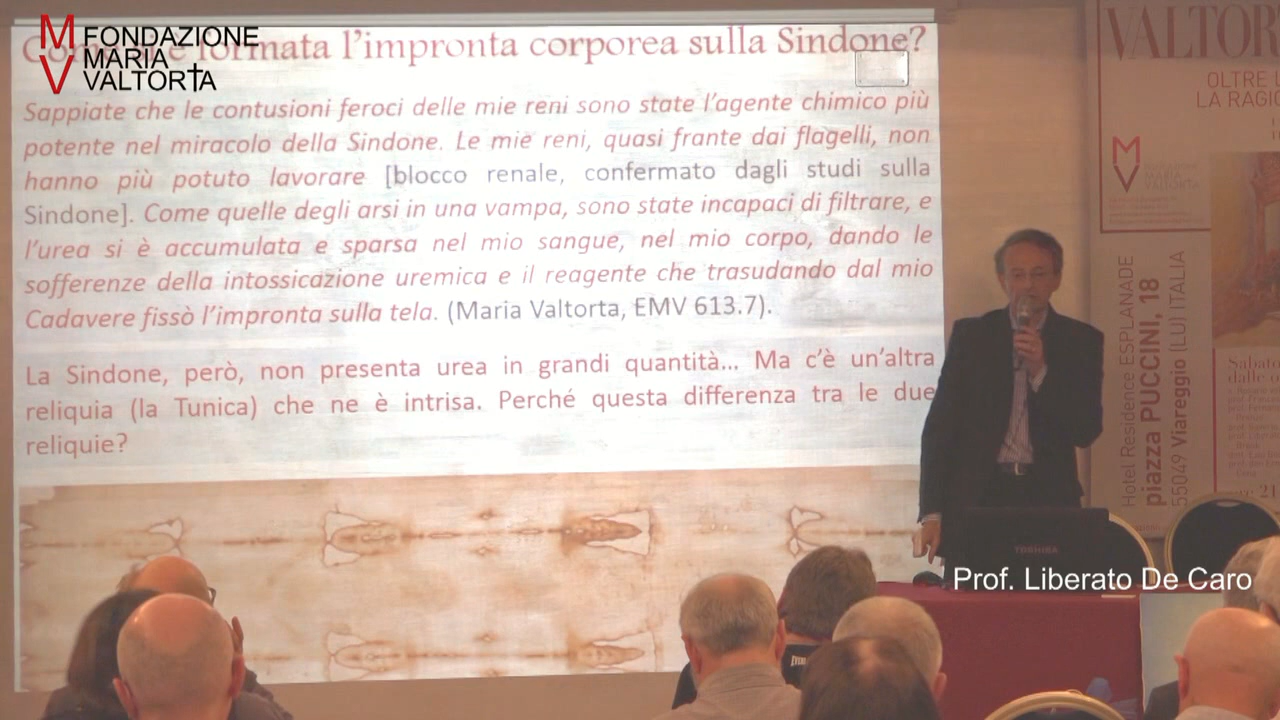 FONDAZIONE
MARIA
VALTORTA
formata l'impronta corporea sulla Sindone?
Sappiate che le contusioni feroci delle mie reni sono state l'agente chimico più
potente nel miracolo della Sindone. Le mie reni, quasi frante dai flagelli, non
hanno più potuto lavorare [blocco renale, confermato dagli studi sulla
Sindone]. Come quelle degli arsi in una vampa, sono state incapaci di filtrare, e
l'urea si è accumulata e sparsa nel mio sangue, nel mio corpo, dando le
sofferenze della intossicazione uremica e il reagente che trasudando dal mio
Cadavere fissò l'impronta sulla tela. (Maria Valtorta, EMV 613.7).
La Sindone, però, non presenta urea in grandi quantità... Ma c'è un'altra
reliquia (la Tunica) che ne è intrisa. Perché questa differenza tra le due
reliquie?
VALTOR
OLTRE
LA RAGIO
Hotel Residence ESPLANADE
piazza PUCCINI, 18
55049 Viareggio (LU) ITALIA
Sabato
dalle
TOSHIBA
Prof. Liberato De Caro